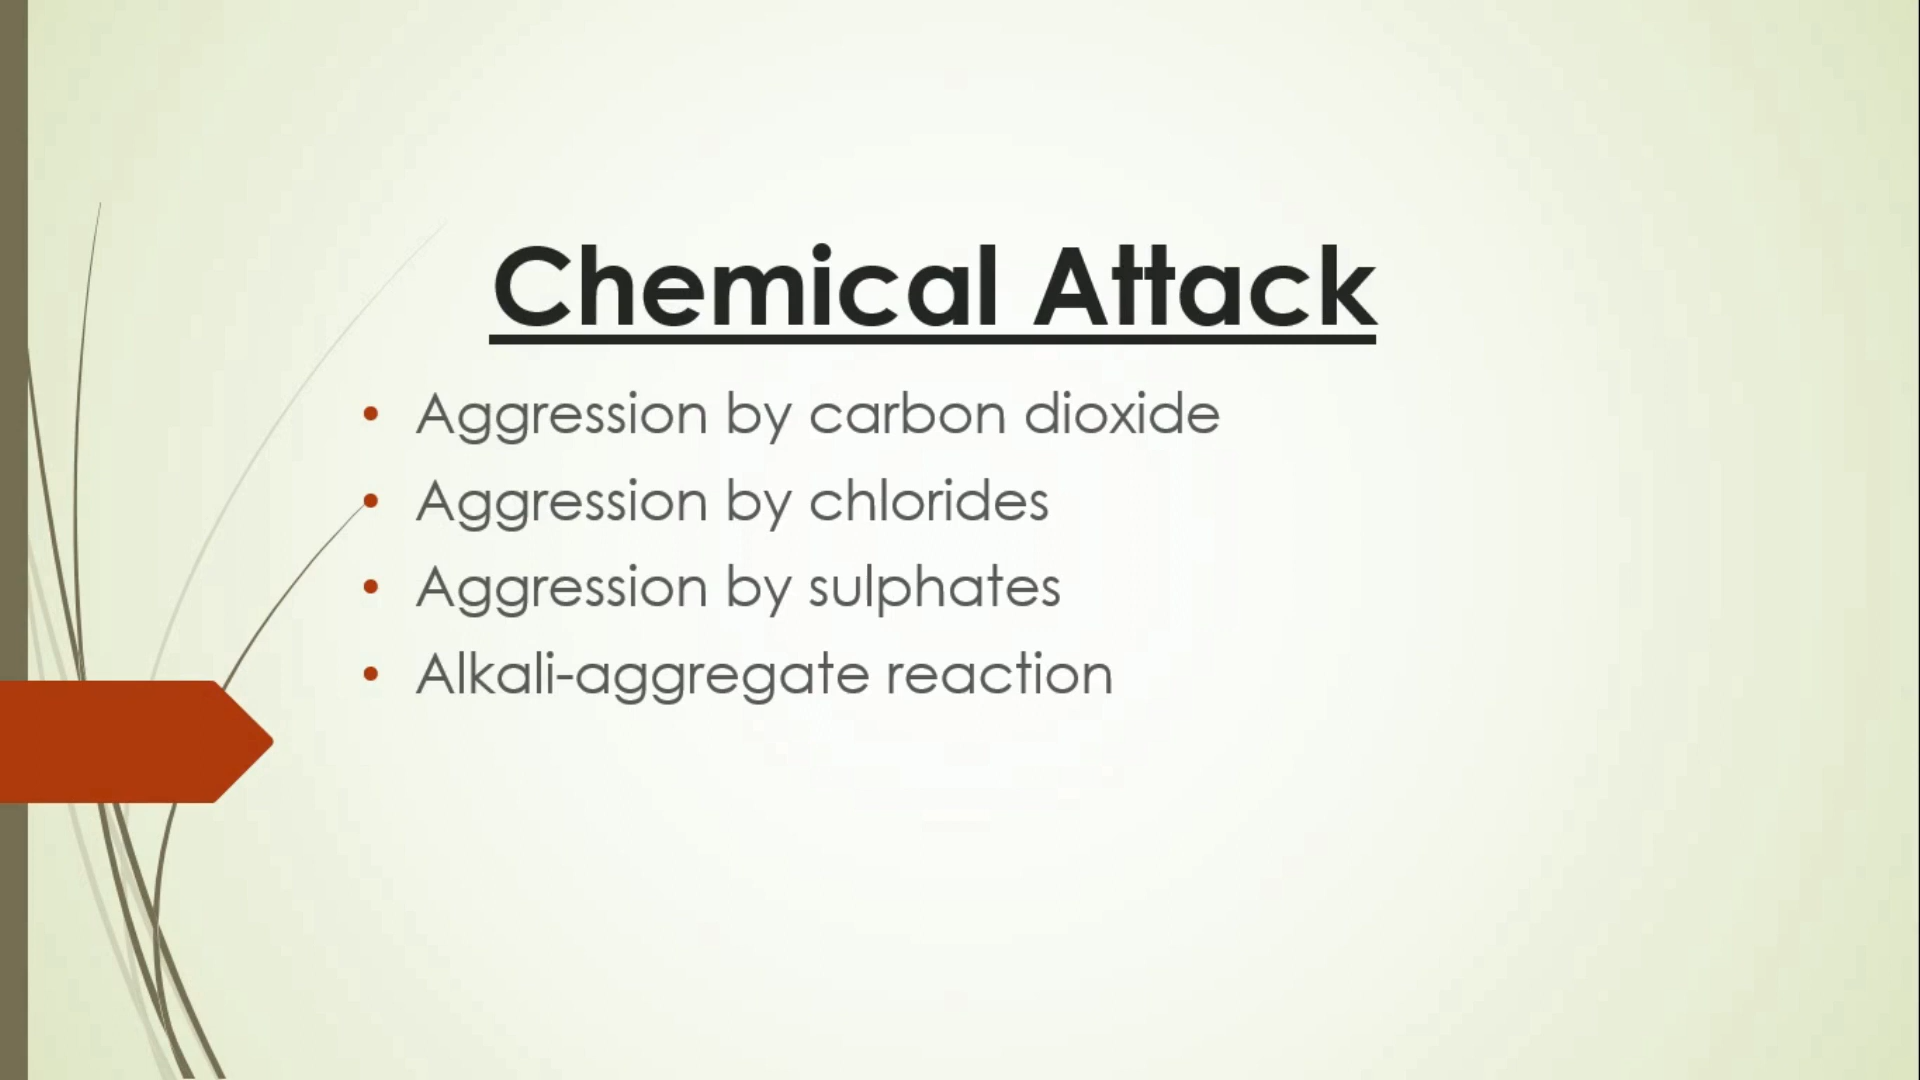 Chemical Attack
• Aggression by carbon dioxide
• Aggression by chlorides
• Aggression by sulphates
• Alkali-aggregate reaction